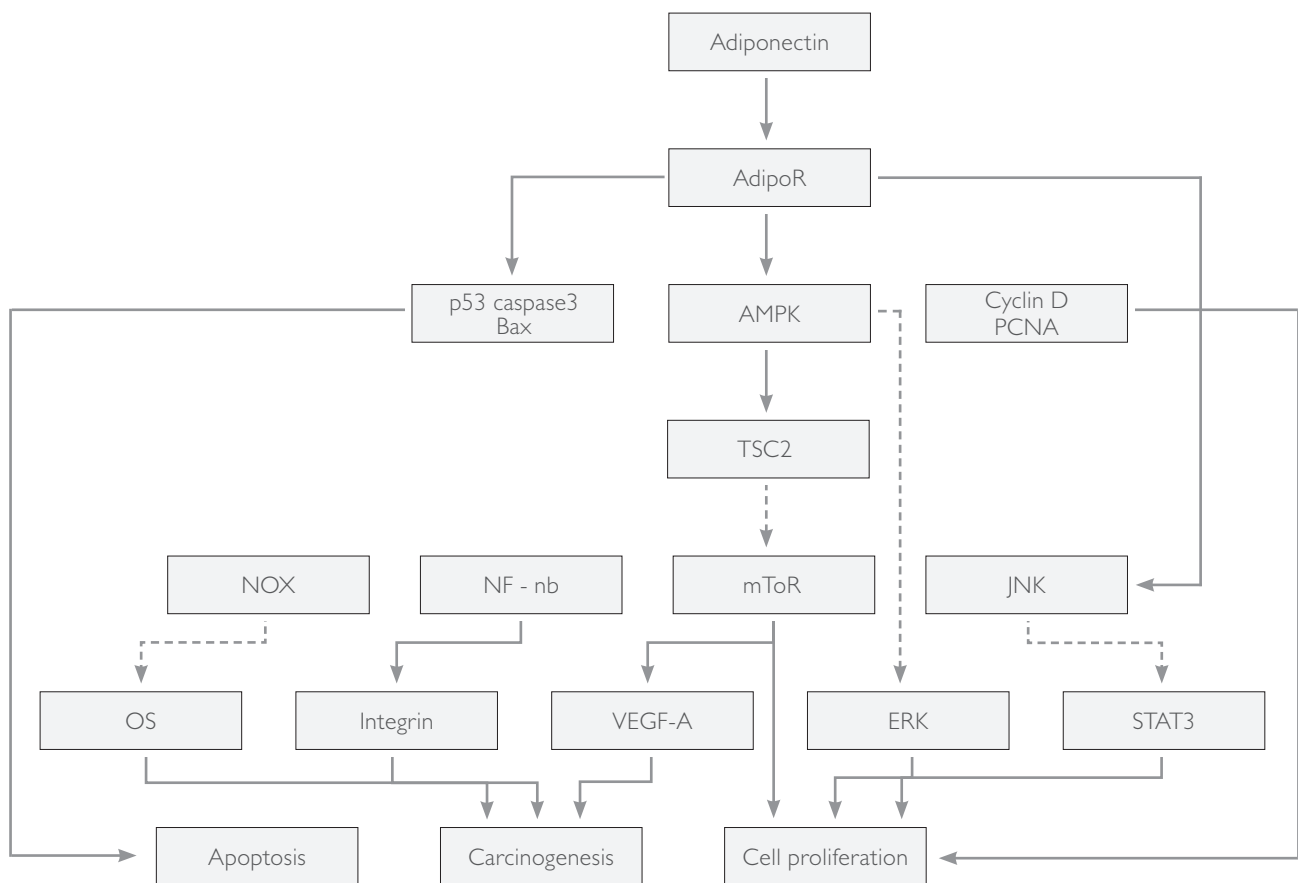 Adiponectin
AdipoR
p53 caspase3
Bax
AMPK
Cyclin D
PCNA
TSC2
NOX
NF - nb
mToR
JNK
OS
Integrin
VEGF-A
ERK
STAT3
Apoptosis
Carcinogenesis
Cell proliferation